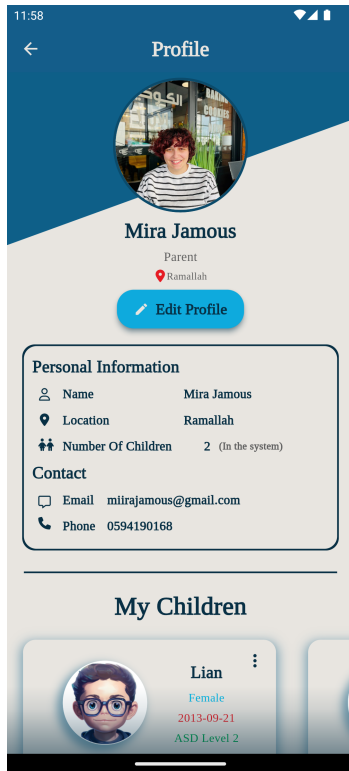 11:58
Profile
الكوخ
COOKIES
Mira Jamous
Parent
Ramallah
Edit Profile
Personal Information
Name Mira Jamous
Location Ramallah
Number Of Children 2 (In the system)
Contact
Email miirajamous@gmail.com
Phone 0594190168
My Children
Lian
Female
2013-09-21
ASD Level 2